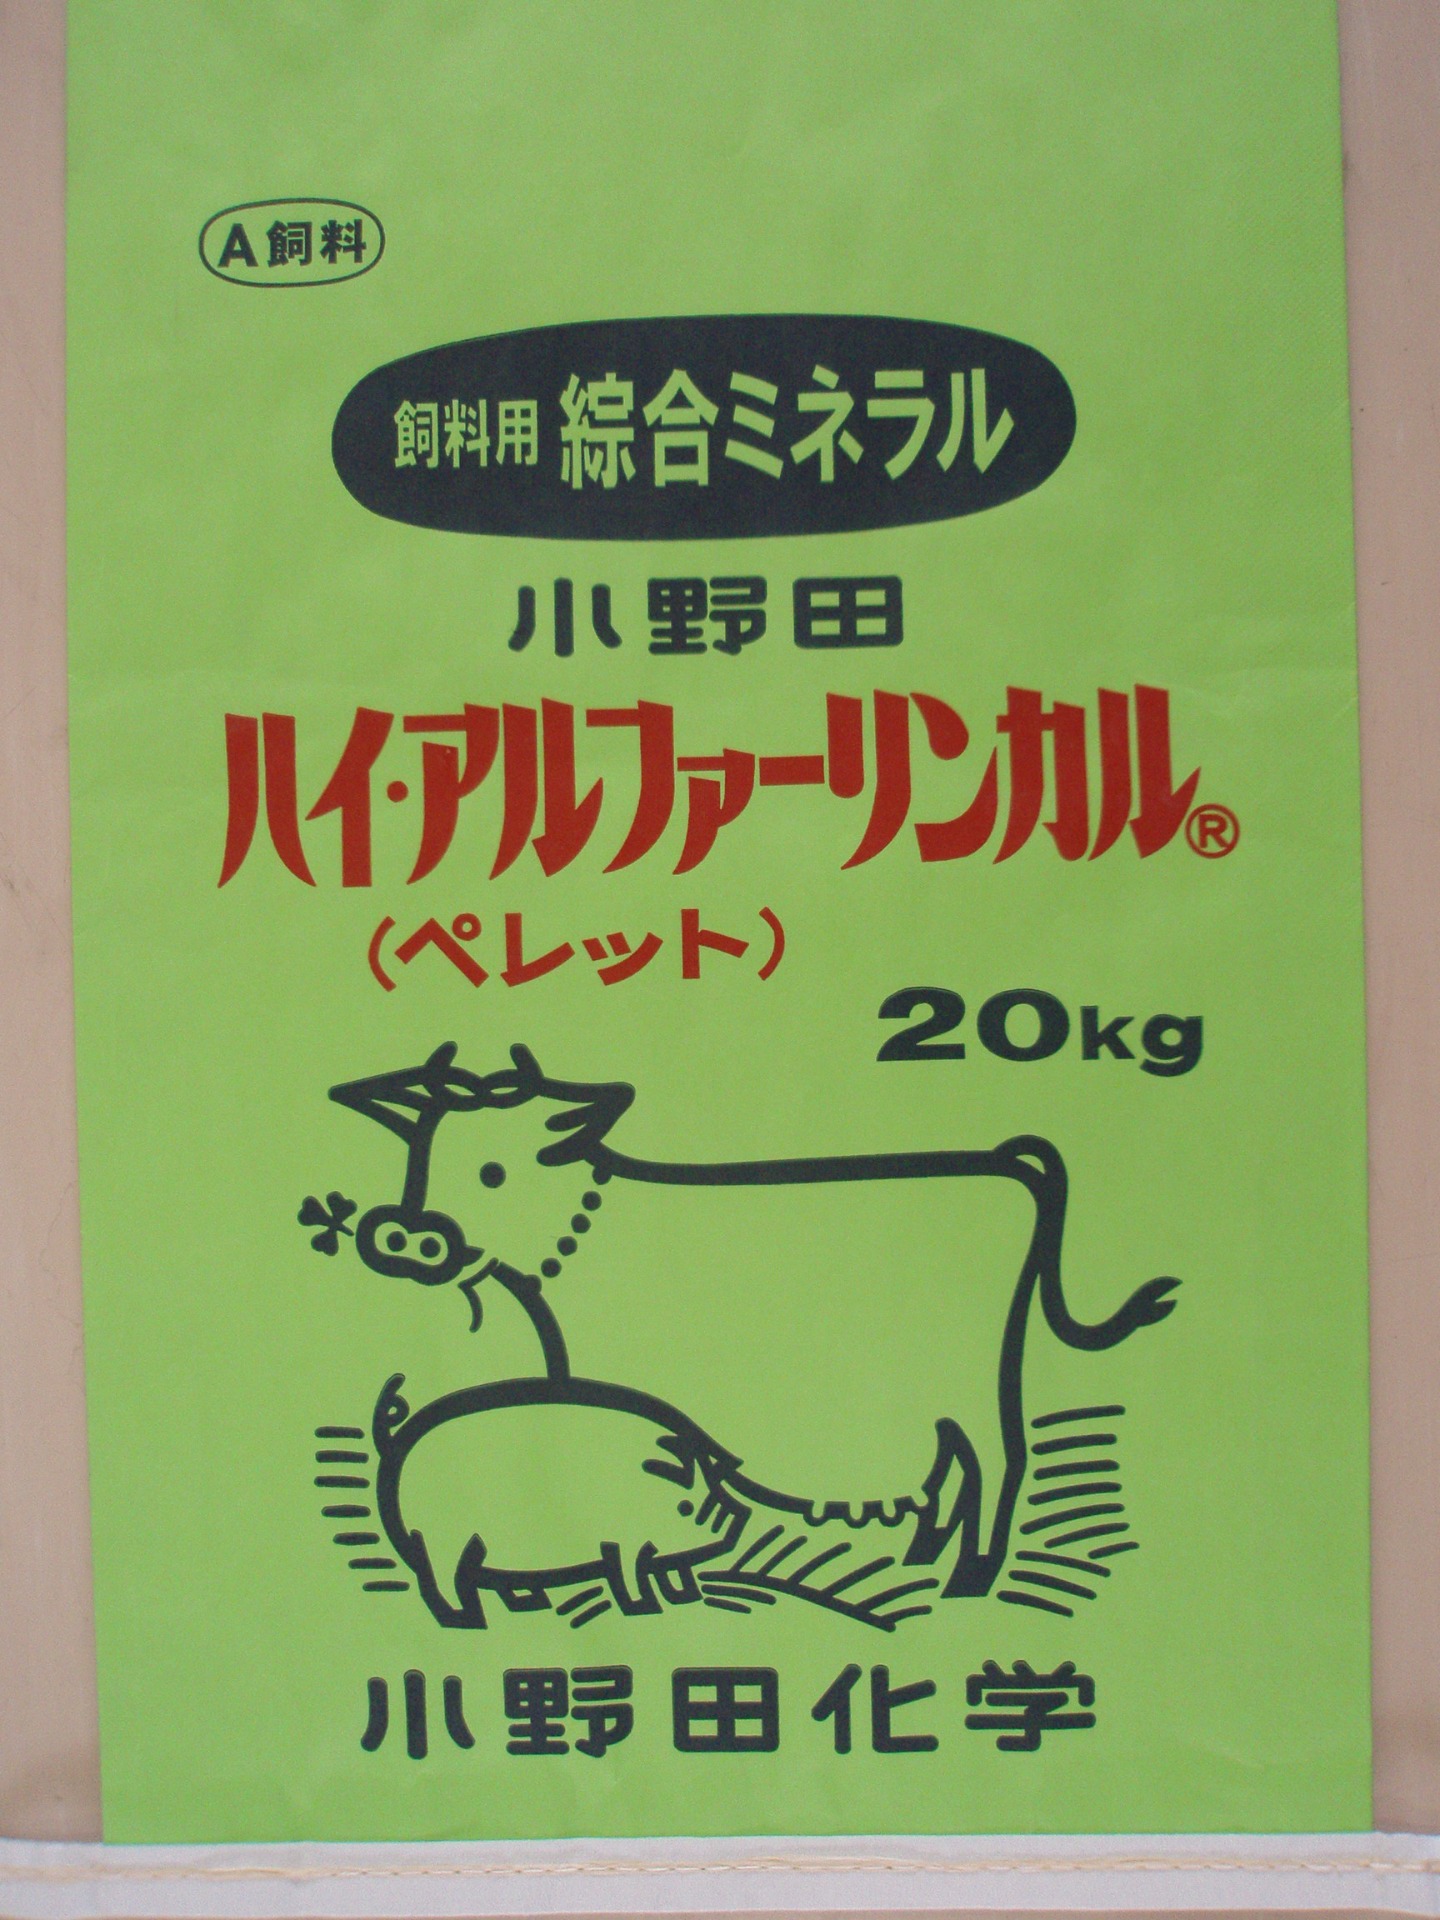 A飼料
飼料用 綜合ミネラル
小野田
ハイ・アルファーリンカル®
(ペレット)
20kg
小野田化学